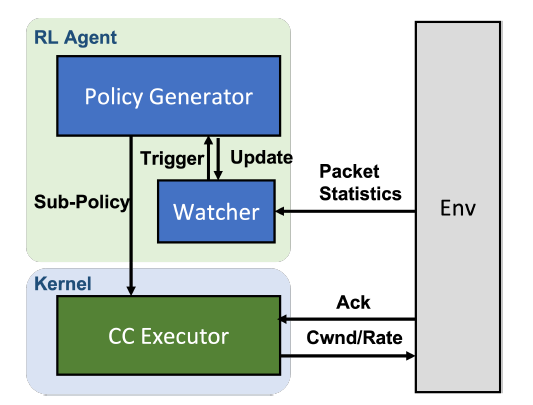 RL Agent
Policy Generator
Trigger
Update
Packet
Statistics
Sub-Policy
Watcher
Env
Kernel
Ack
CC Executor
Cwnd/Rate